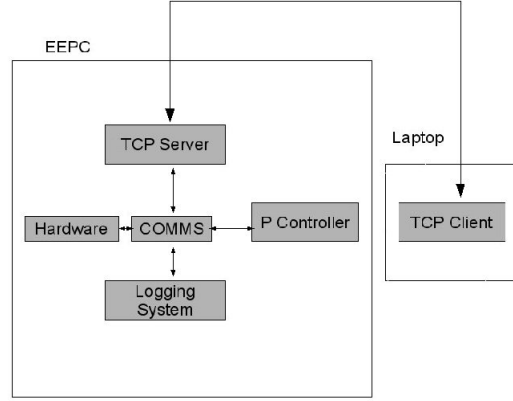 EEPC
TCP Server
Laptop
Hardware
COMMS
P Controller
TCP Client
Logging
System